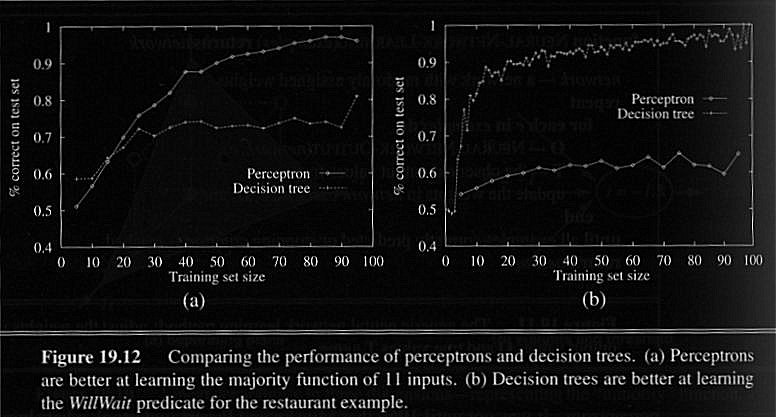 % correct on test set
1
0.9
0.8
0.7
0.6
0.5
0.4
Perceptron
Decision tree
0 10 20 30 40 50 60 70 80 90 100
Training set size
(a)
% correct on test set
1
0.9
0.8
0.7
0.6
0.5
0.4
Perceptron
Decision tree
0 10 20 30 40 50 60 70 80 90 100
Training set size
(b)
Figure 19.12 Comparing the performance of perceptrons and decision trees. (a) Perceptrons
are better at learning the majority function of 11 inputs. (b) Decision trees are better at learning
the WillWait predicate for the restaurant example.